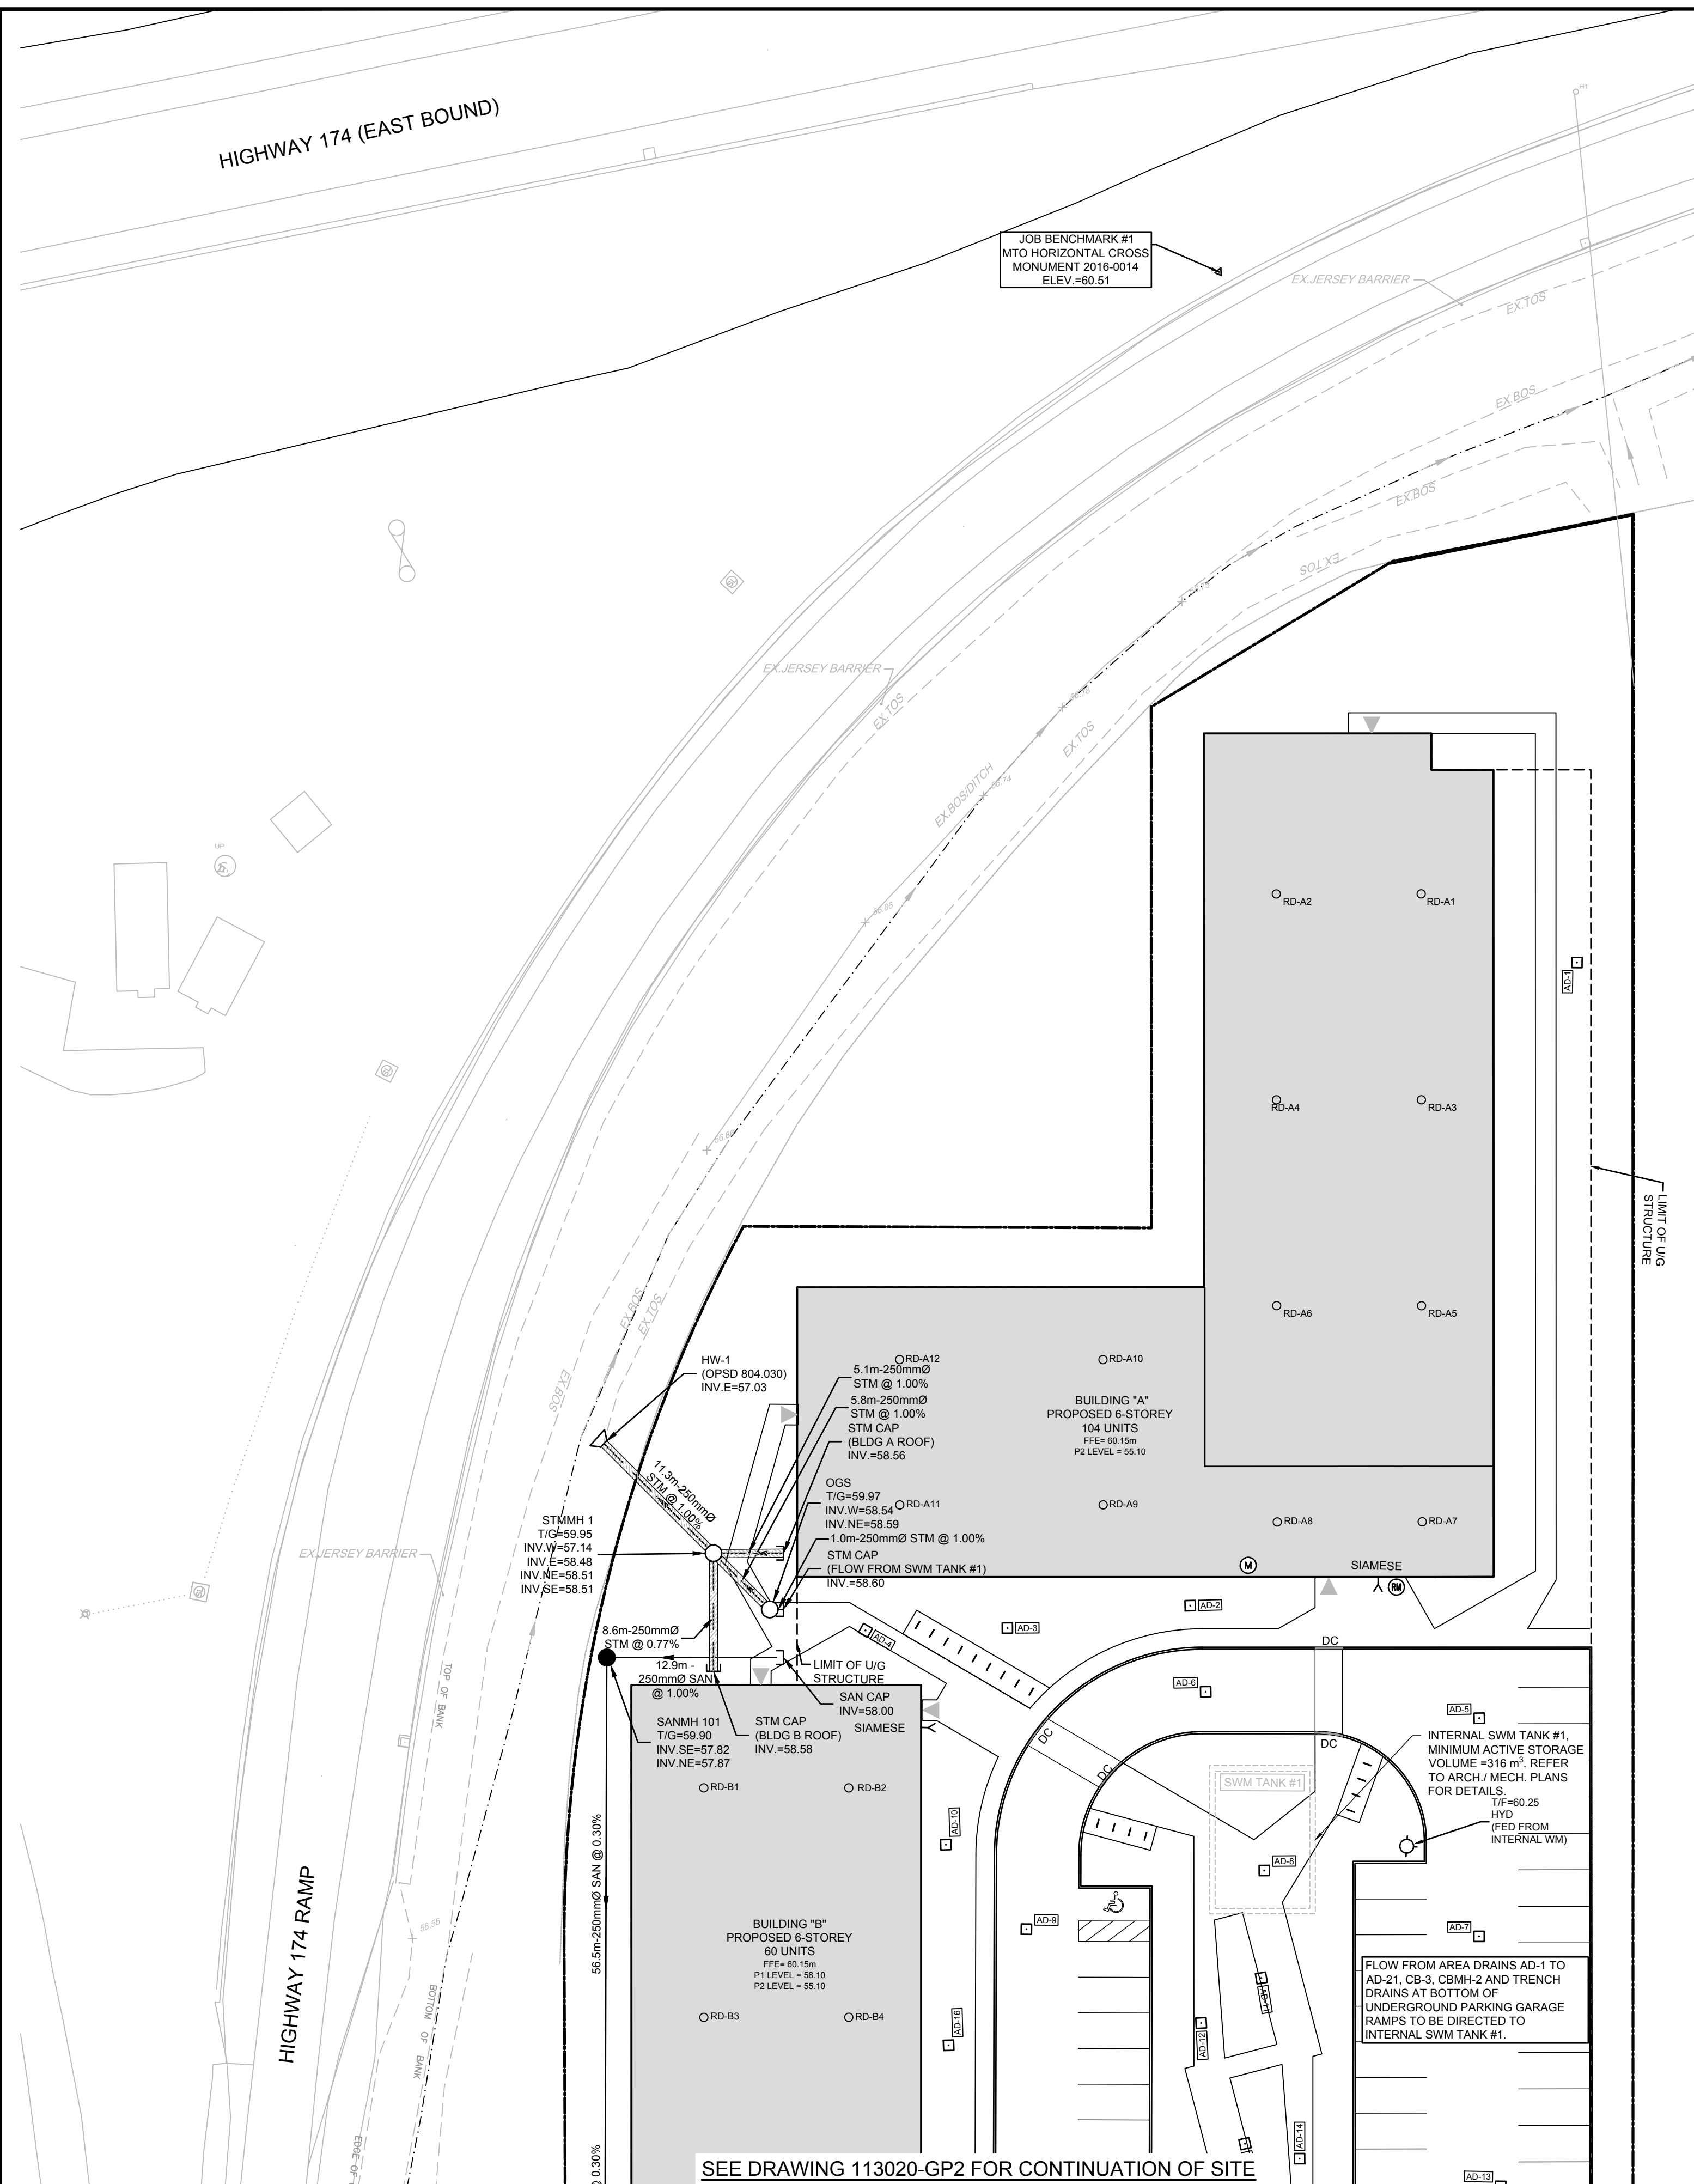 HIGHWAY 174 (EAST BOUND)
JOB BENCHMARK #1
MTO HORIZONTAL CROSS
MONUMENT 2016-0014
ELEV.=60.51
EX.JERSEY BARRIER
EX.TOS
EX.BOS
EX.BOS
EX.TOS
EX.JERSEY BARRIER
EX.TOS
EX.TOS
EX.BOS/DITCH
56.74
56.86
UP
RD-A2
RD-A1
AD-1
RD-A4
RD-A3
LIMIT OF U/G
STRUCTURE
RD-A6
RD-A5
EX.BOS
EX.TOS
EX.BOS
HW-1
(OPSD 804.030)
INV.E=57.03
RD-A12
RD-A10
5.1m-250mmØ
STM @ 1.00%
5.8m-250mmØ
STM @ 1.00%
STM CAP
(BLDG A ROOF)
INV.=58.56
BUILDING "A"
PROPOSED 6-STOREY
104 UNITS
FFE= 60.15m
P2 LEVEL = 55.10
11.3m-250mmØ
STM @ 1.00%
OGS
T/G=59.97
INV.W=58.54
INV.NE=58.59
RD-A11
RD-A9
RD-A8
RD-A7
1.0m-250mmØ STM @ 1.00%
STM CAP
(FLOW FROM SWM TANK #1)
INV.=58.60
STMMH 1
T/G=59.95
INV.W=57.14
INV.E=58.48
INV.NE=58.51
INV.SE=58.51
EX.JERSEY BARRIER
M
SIAMESE
RM
AD-2
AD-3
AD-4
8.6m-250mmØ
STM @ 0.77%
12.9m -
250mmØ SAN
@ 1.00%
LIMIT OF U/G
STRUCTURE
SAN CAP
INV=58.00
SIAMESE
SANMH 101
T/G=59.90
INV.SE=57.82
INV.NE=57.87
STM CAP
(BLDG B ROOF)
INV.=58.58
DC
AD-6
AD-5
DC
DC
DC
INTERNAL SWM TANK #1,
MINIMUM ACTIVE STORAGE
VOLUME =316 m³. REFER
TO ARCH./ MECH. PLANS
FOR DETAILS.
SWM TANK #1
T/F=60.25
HYD
(FED FROM
INTERNAL WM)
TOP OF BANK
RD-B1
RD-B2
AD-10
AD-8
56.5m-250mmØ SAN @ 0.30%
HIGHWAY 174 RAMP
58.55
BUILDING "B"
PROPOSED 6-STOREY
60 UNITS
FFE= 60.15m
P1 LEVEL = 58.10
P2 LEVEL = 55.10
AD-9
AD-7
FLOW FROM AREA DRAINS AD-1 TO
AD-21, CB-3, CBMH-2 AND TRENCH
DRAINS AT BOTTOM OF
UNDERGROUND PARKING GARAGE
RAMPS TO BE DIRECTED TO
INTERNAL SWM TANK #1.
BOTTOM OF BANK
RD-B3
RD-B4
AD-16
AD-11
AD-12
AD-14
AD-13
EDGE OF
@ 0.30%
SEE DRAWING 113020-GP2 FOR CONTINUATION OF SITE